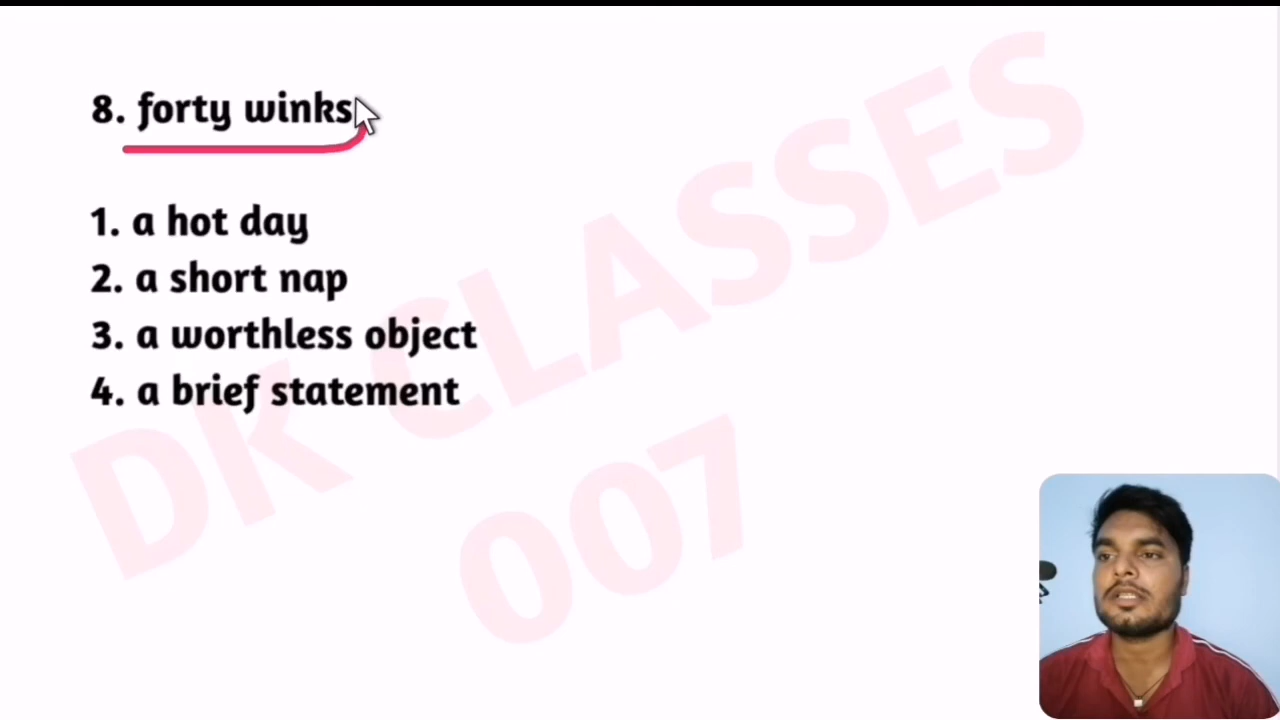 8. forty winks
1. a hot day
2. a short nap
3. a worthless object
4. a brief statement
DK CLASSES
007